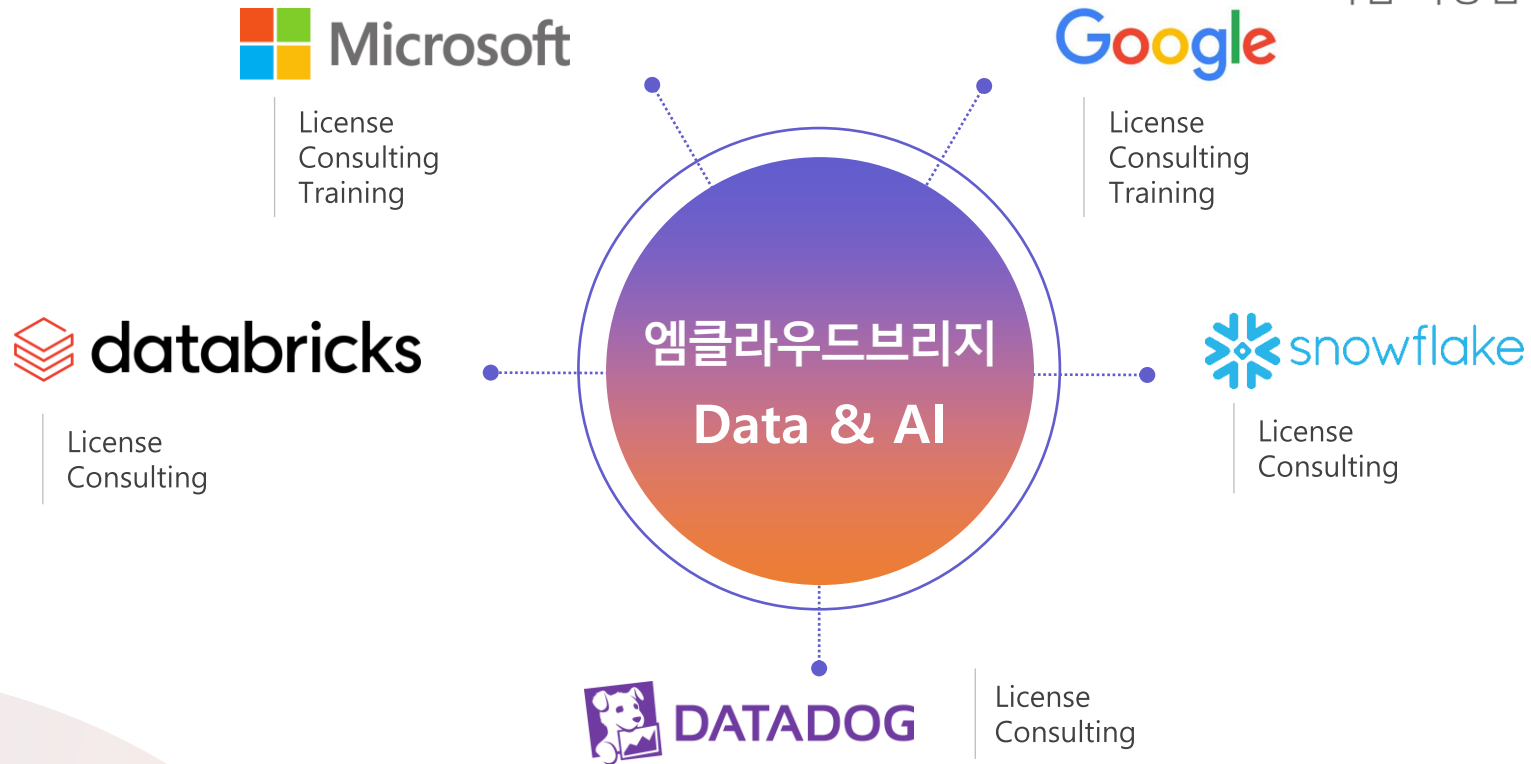 Microsoft
License
Consulting
Training
Google
License
Consulting
Training
databricks
License
Consulting
엠클라우드브리지
Data & AI
snowflake
License
Consulting
DATADOG
License
Consulting